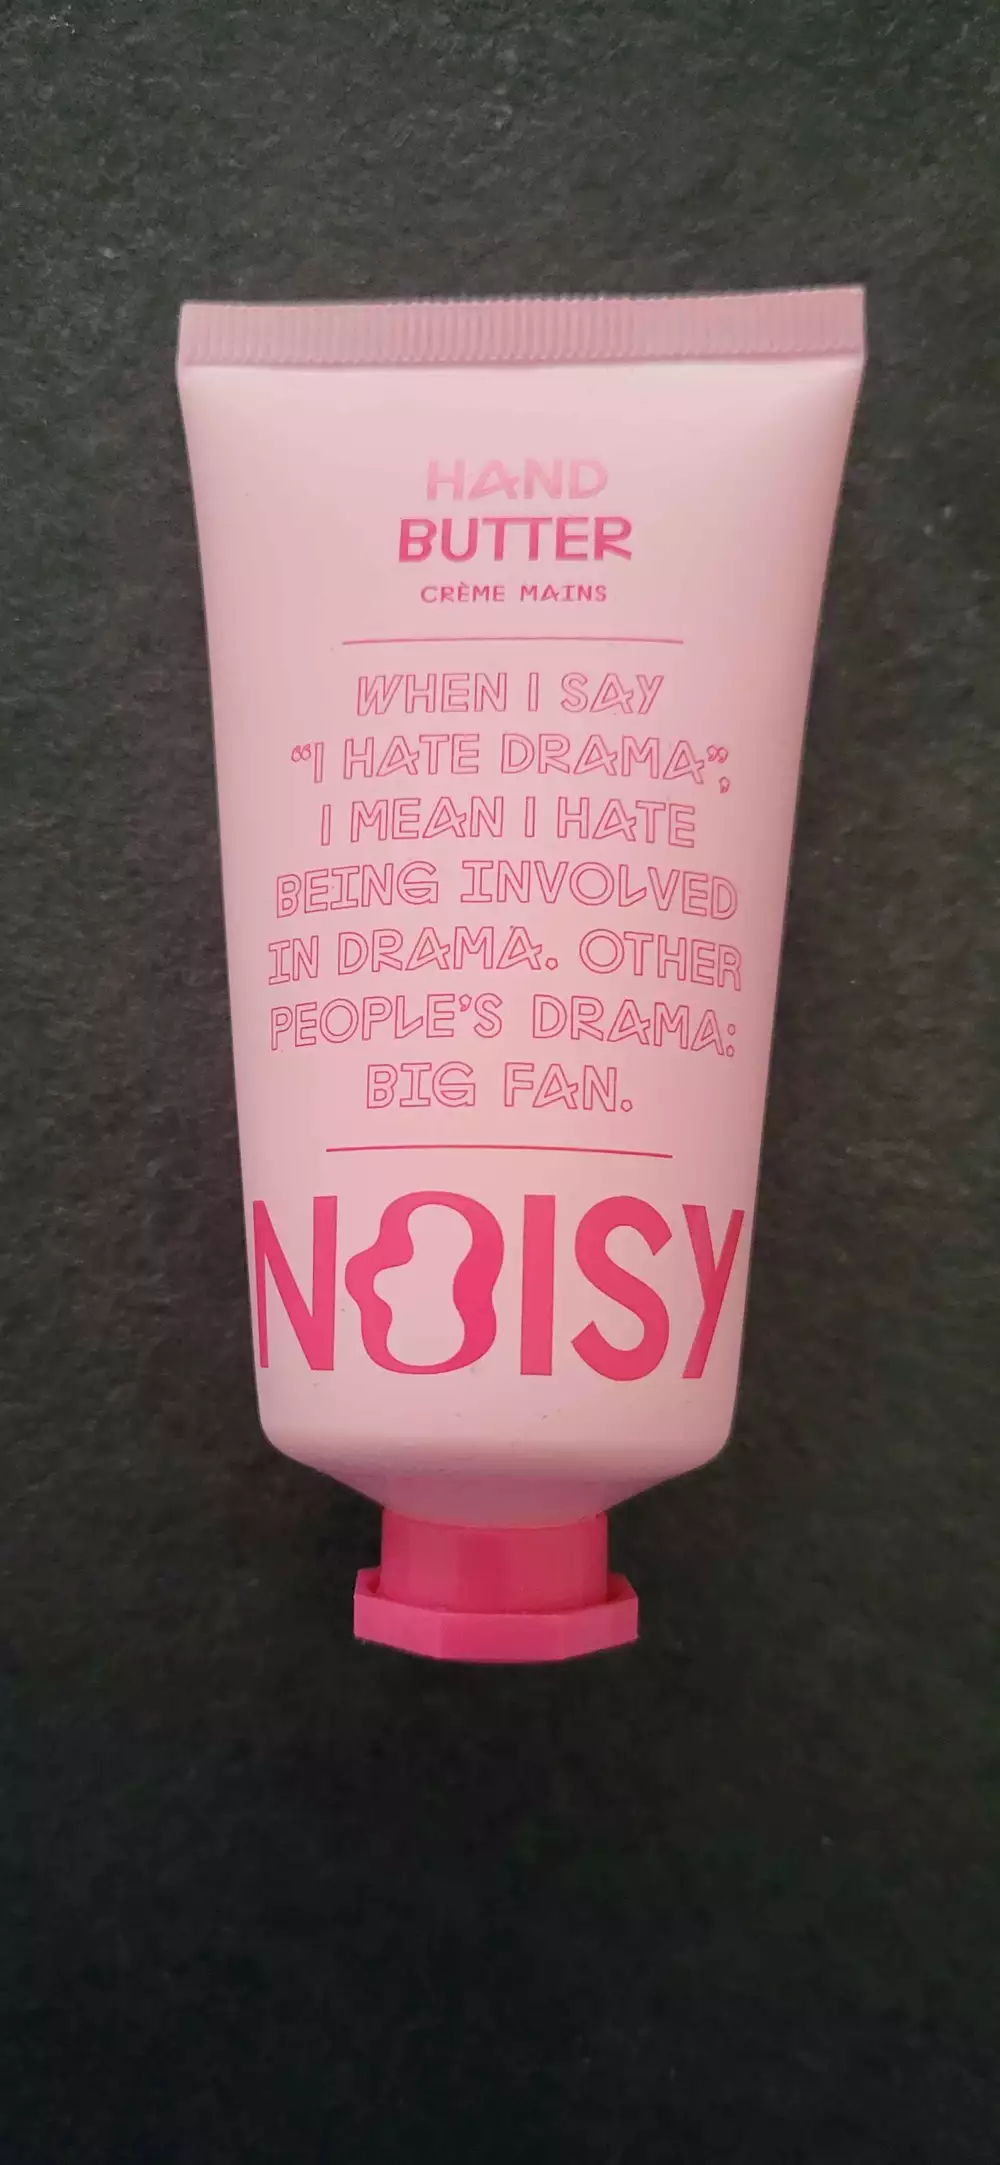 HAND
BUTTER
CRÈME MAINS
WHEN I SAY
“I HATE DRAMA”,
I MEAN I HATE
BEING INVOLVED
IN DRAMA. OTHER
PEOPLE’S DRAMA:
BIG FAN.
NOISY